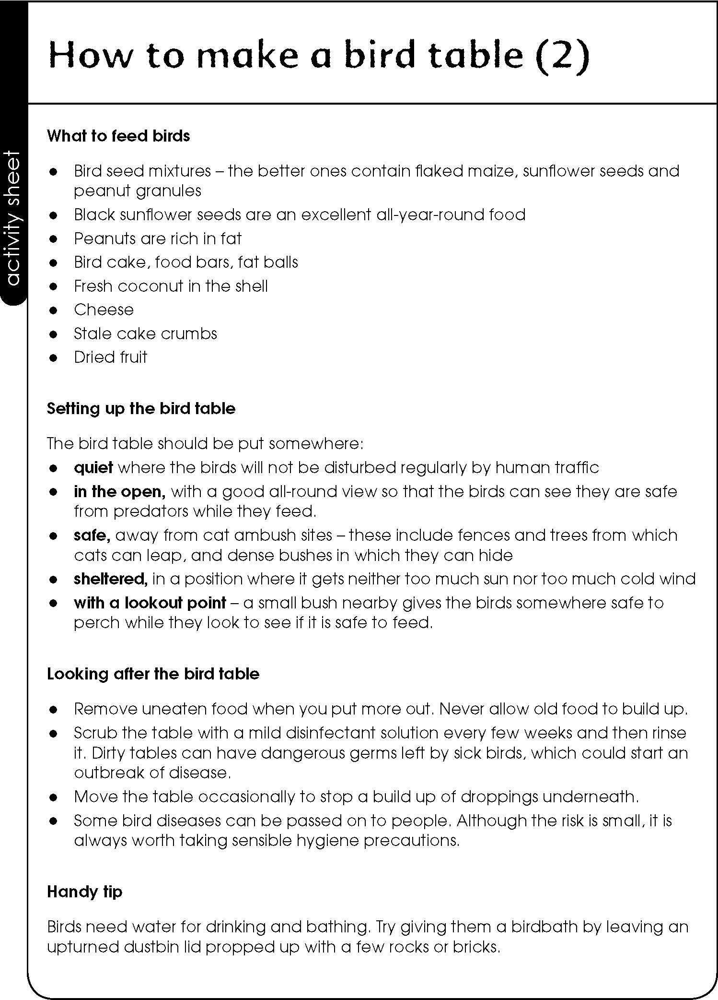 How to make a bird table (2)
activity sheet
What to feed birds
● Bird seed mixtures – the better ones contain flaked maize, sunflower seeds and
peanut granules
● Black sunflower seeds are an excellent all-year-round food
● Peanuts are rich in fat
● Bird cake, food bars, fat balls
● Fresh coconut in the shell
● Cheese
● Stale cake crumbs
● Dried fruit
Setting up the bird table
The bird table should be put somewhere:
● quiet where the birds will not be disturbed regularly by human traffic
● in the open, with a good all-round view so that the birds can see they are safe
from predators while they feed.
● safe, away from cat ambush sites – these include fences and trees from which
cats can leap, and dense bushes in which they can hide
● sheltered, in a position where it gets neither too much sun nor too much cold wind
● with a lookout point – a small bush nearby gives the birds somewhere safe to
perch while they look to see if it is safe to feed.
Looking after the bird table
● Remove uneaten food when you put more out. Never allow old food to build up.
● Scrub the table with a mild disinfectant solution every few weeks and then rinse
it. Dirty tables can have dangerous germs left by sick birds, which could start an
outbreak of disease.
● Move the table occasionally to stop a build up of droppings underneath.
● Some bird diseases can be passed on to people. Although the risk is small, it is
always worth taking sensible hygiene precautions.
Handy tip
Birds need water for drinking and bathing. Try giving them a birdbath by leaving an
upturned dustbin lid propped up with a few rocks or bricks.